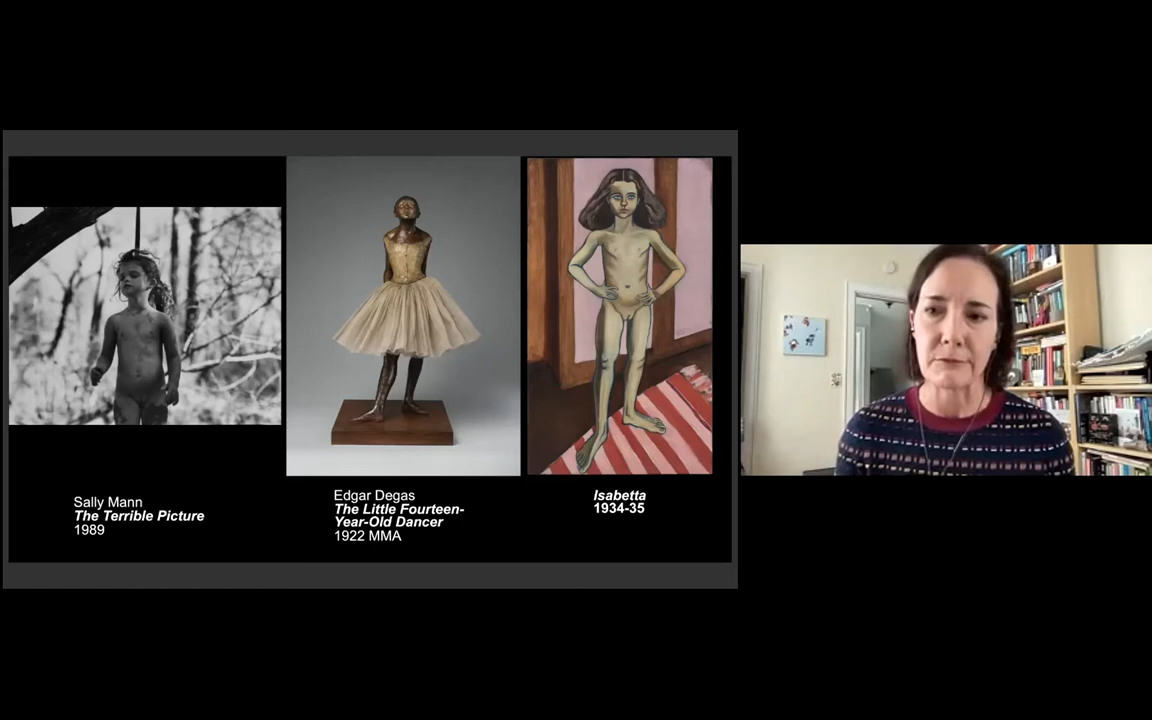 Sally Mann
The Terrible Picture
1989
Edgar Degas
The Little Fourteen-
Year-Old Dancer
1922 MMA
Isabetta
1934-35